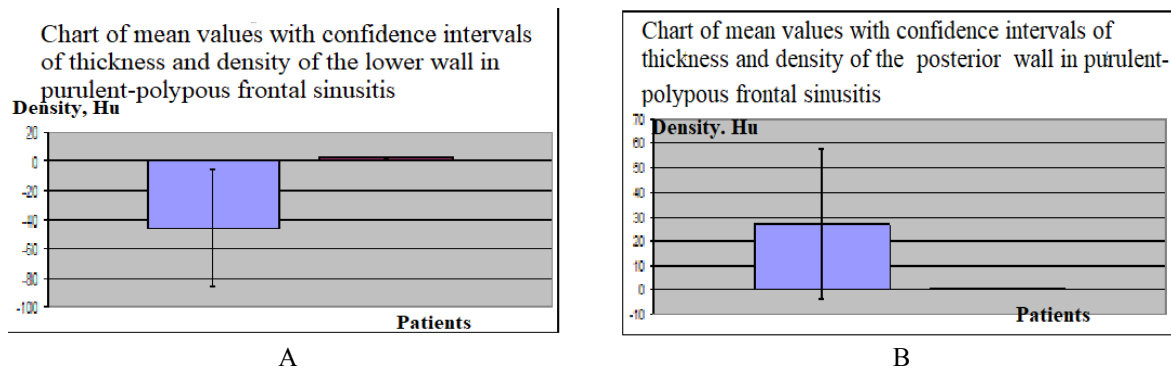 Chart of mean values with confidence intervals
of thickness and density of the lower wall in
purulent-polypous frontal sinusitis
Density, Hu
20
0
-20
-40
-60
-80
-100
Patients
A
Chart of mean values with confidence intervals of
thickness and density of the posterior wall in purulent-
polypous frontal sinusitis
Density. Hu
70
60
50
40
30
20
10
0
-10
Patients
B